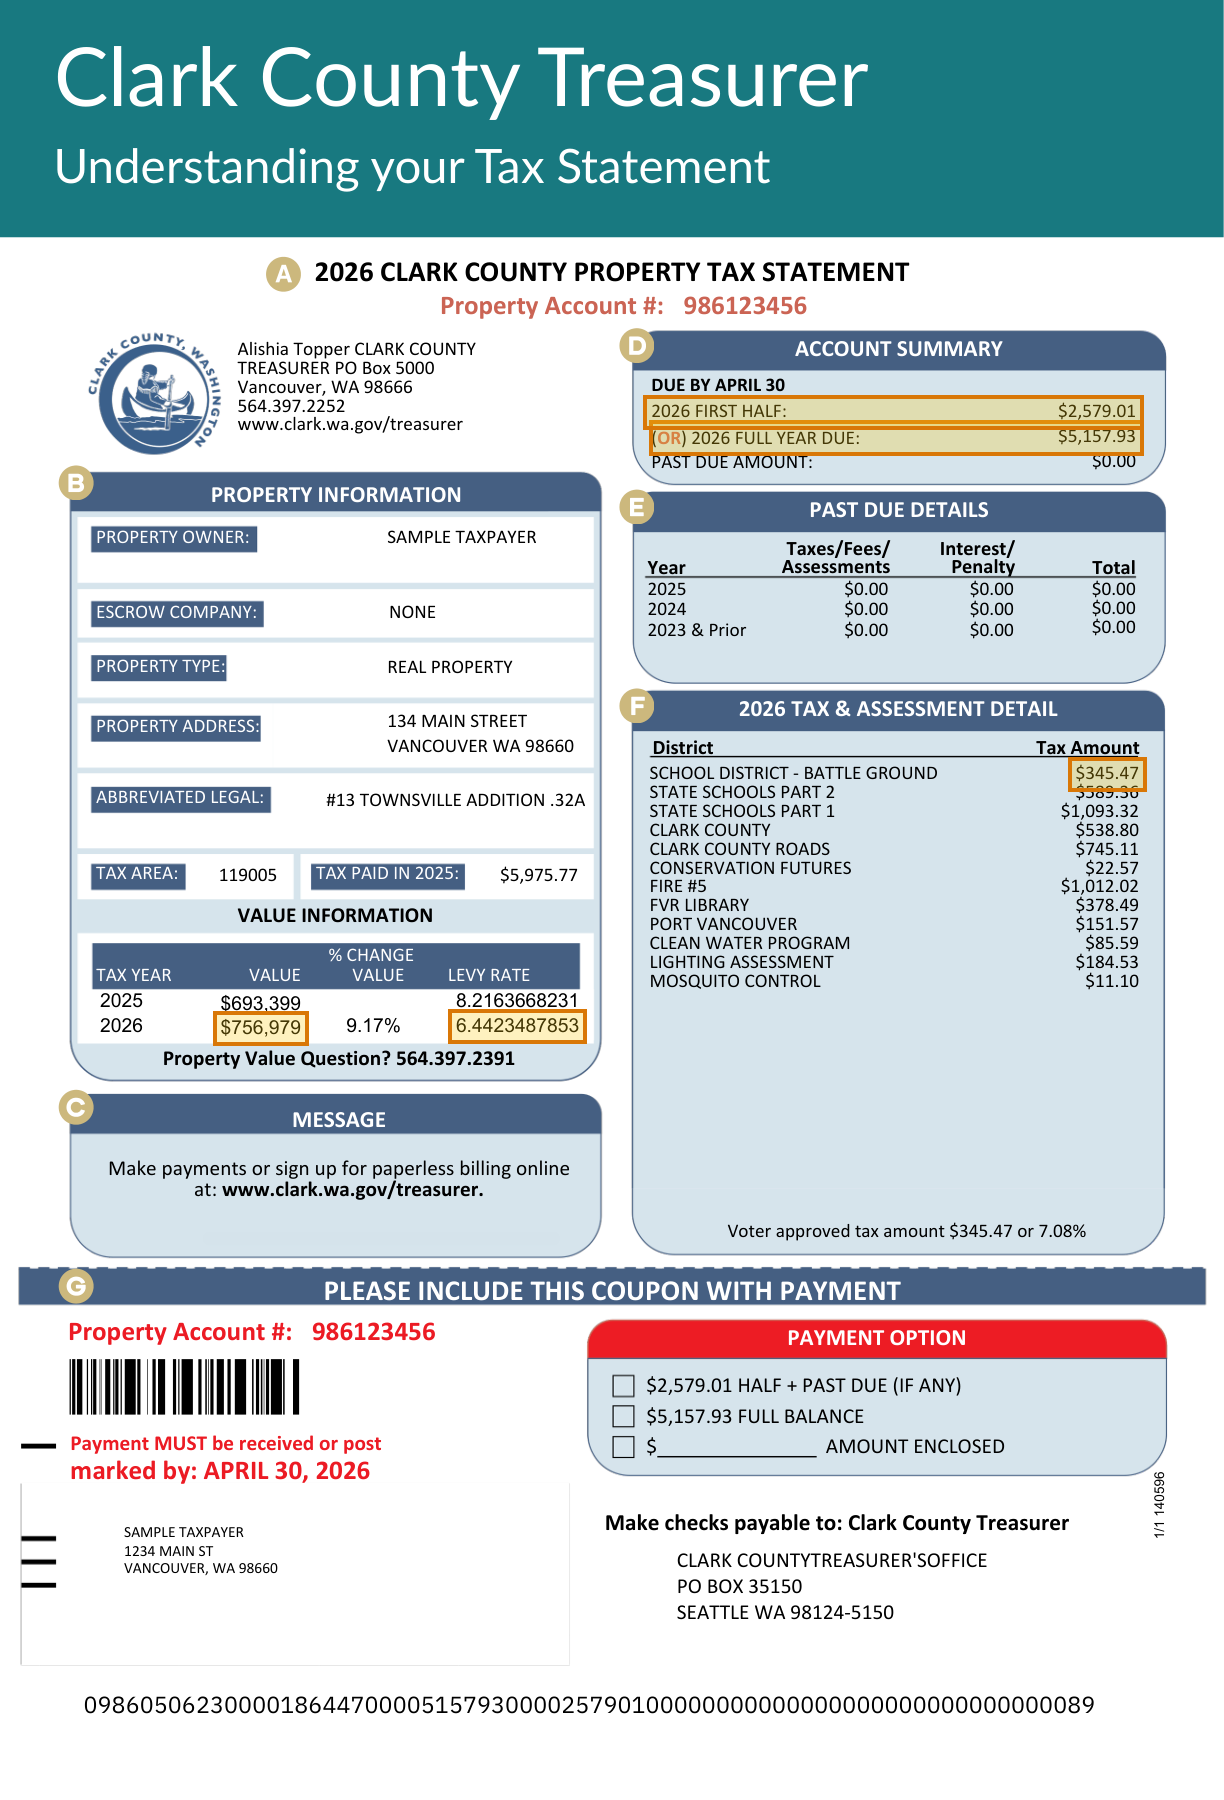 Clark County Treasurer
Understanding your Tax Statement
A 2026 CLARK COUNTY PROPERTY TAX STATEMENT
Property Account #: 986123456
CLARK COUNTY, WASHINGTON
Alishia Topper CLARK COUNTY
TREASURER PO Box 5000
Vancouver, WA 98666
564.397.2252
www.clark.wa.gov/treasurer
B PROPERTY INFORMATION
PROPERTY OWNER: SAMPLE TAXPAYER
ESCROW COMPANY: NONE
PROPERTY TYPE: REAL PROPERTY
PROPERTY ADDRESS: 134 MAIN STREET
VANCOUVER WA 98660
ABBREVIATED LEGAL: #13 TOWNSVILLE ADDITION .32A
TAX AREA: 119005 TAX PAID IN 2025: $5,975.77
VALUE INFORMATION
% CHANGE
TAX YEAR VALUE VALUE LEVY RATE
2025 $693,399 8.2163668231
2026 $756,979 9.17% 6.4423487853
Property Value Question? 564.397.2391
C MESSAGE
Make payments or sign up for paperless billing online
at: www.clark.wa.gov/treasurer.
D ACCOUNT SUMMARY
DUE BY APRIL 30
2026 FIRST HALF: $2,579.01
(OR) 2026 FULL YEAR DUE: $5,157.93
PAST DUE AMOUNT: $0.00
E PAST DUE DETAILS
Taxes/Fees/ Interest/
Year Assessments Penalty Total
2025 $0.00 $0.00 $0.00
2024 $0.00 $0.00 $0.00
2023 & Prior $0.00 $0.00 $0.00
F 2026 TAX & ASSESSMENT DETAIL
District Tax Amount
SCHOOL DISTRICT - BATTLE GROUND $345.47
STATE SCHOOLS PART 2 $589.36
STATE SCHOOLS PART 1 $1,093.32
CLARK COUNTY $538.80
CLARK COUNTY ROADS $745.11
CONSERVATION FUTURES $22.57
FIRE #5 $1,012.02
FVR LIBRARY $378.49
PORT VANCOUVER $151.57
CLEAN WATER PROGRAM $85.59
LIGHTING ASSESSMENT $184.53
MOSQUITO CONTROL $11.10
Voter approved tax amount $345.47 or 7.08%
G PLEASE INCLUDE THIS COUPON WITH PAYMENT
Property Account #: 986123456
Payment MUST be received or post
marked by: APRIL 30, 2026
SAMPLE TAXPAYER
1234 MAIN ST
VANCOUVER, WA 98660
PAYMENT OPTION
$2,579.01 HALF + PAST DUE (IF ANY)
$5,157.93 FULL BALANCE
$________________ AMOUNT ENCLOSED
1/1 140596
Make checks payable to: Clark County Treasurer
CLARK COUNTYTREASURER'SOFFICE
PO BOX 35150
SEATTLE WA 98124-5150